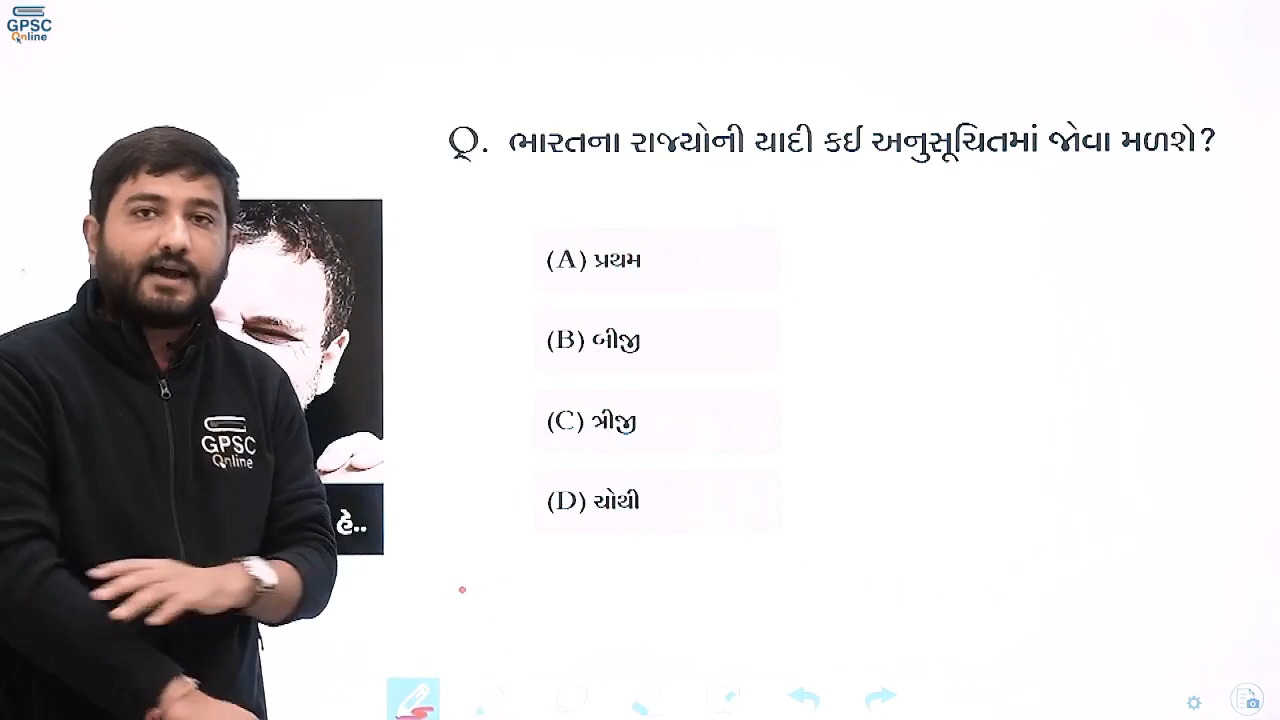 GPSC
Online
Q. ભારતના રાજ્યોની યાદી કઈ અનુસૂચિતમાં જોવા મળશે?
(A) પ્રથમ
(B) બીજી
(C) ત્રીજી
(D) ચોથી
GPSC
Online
હે..